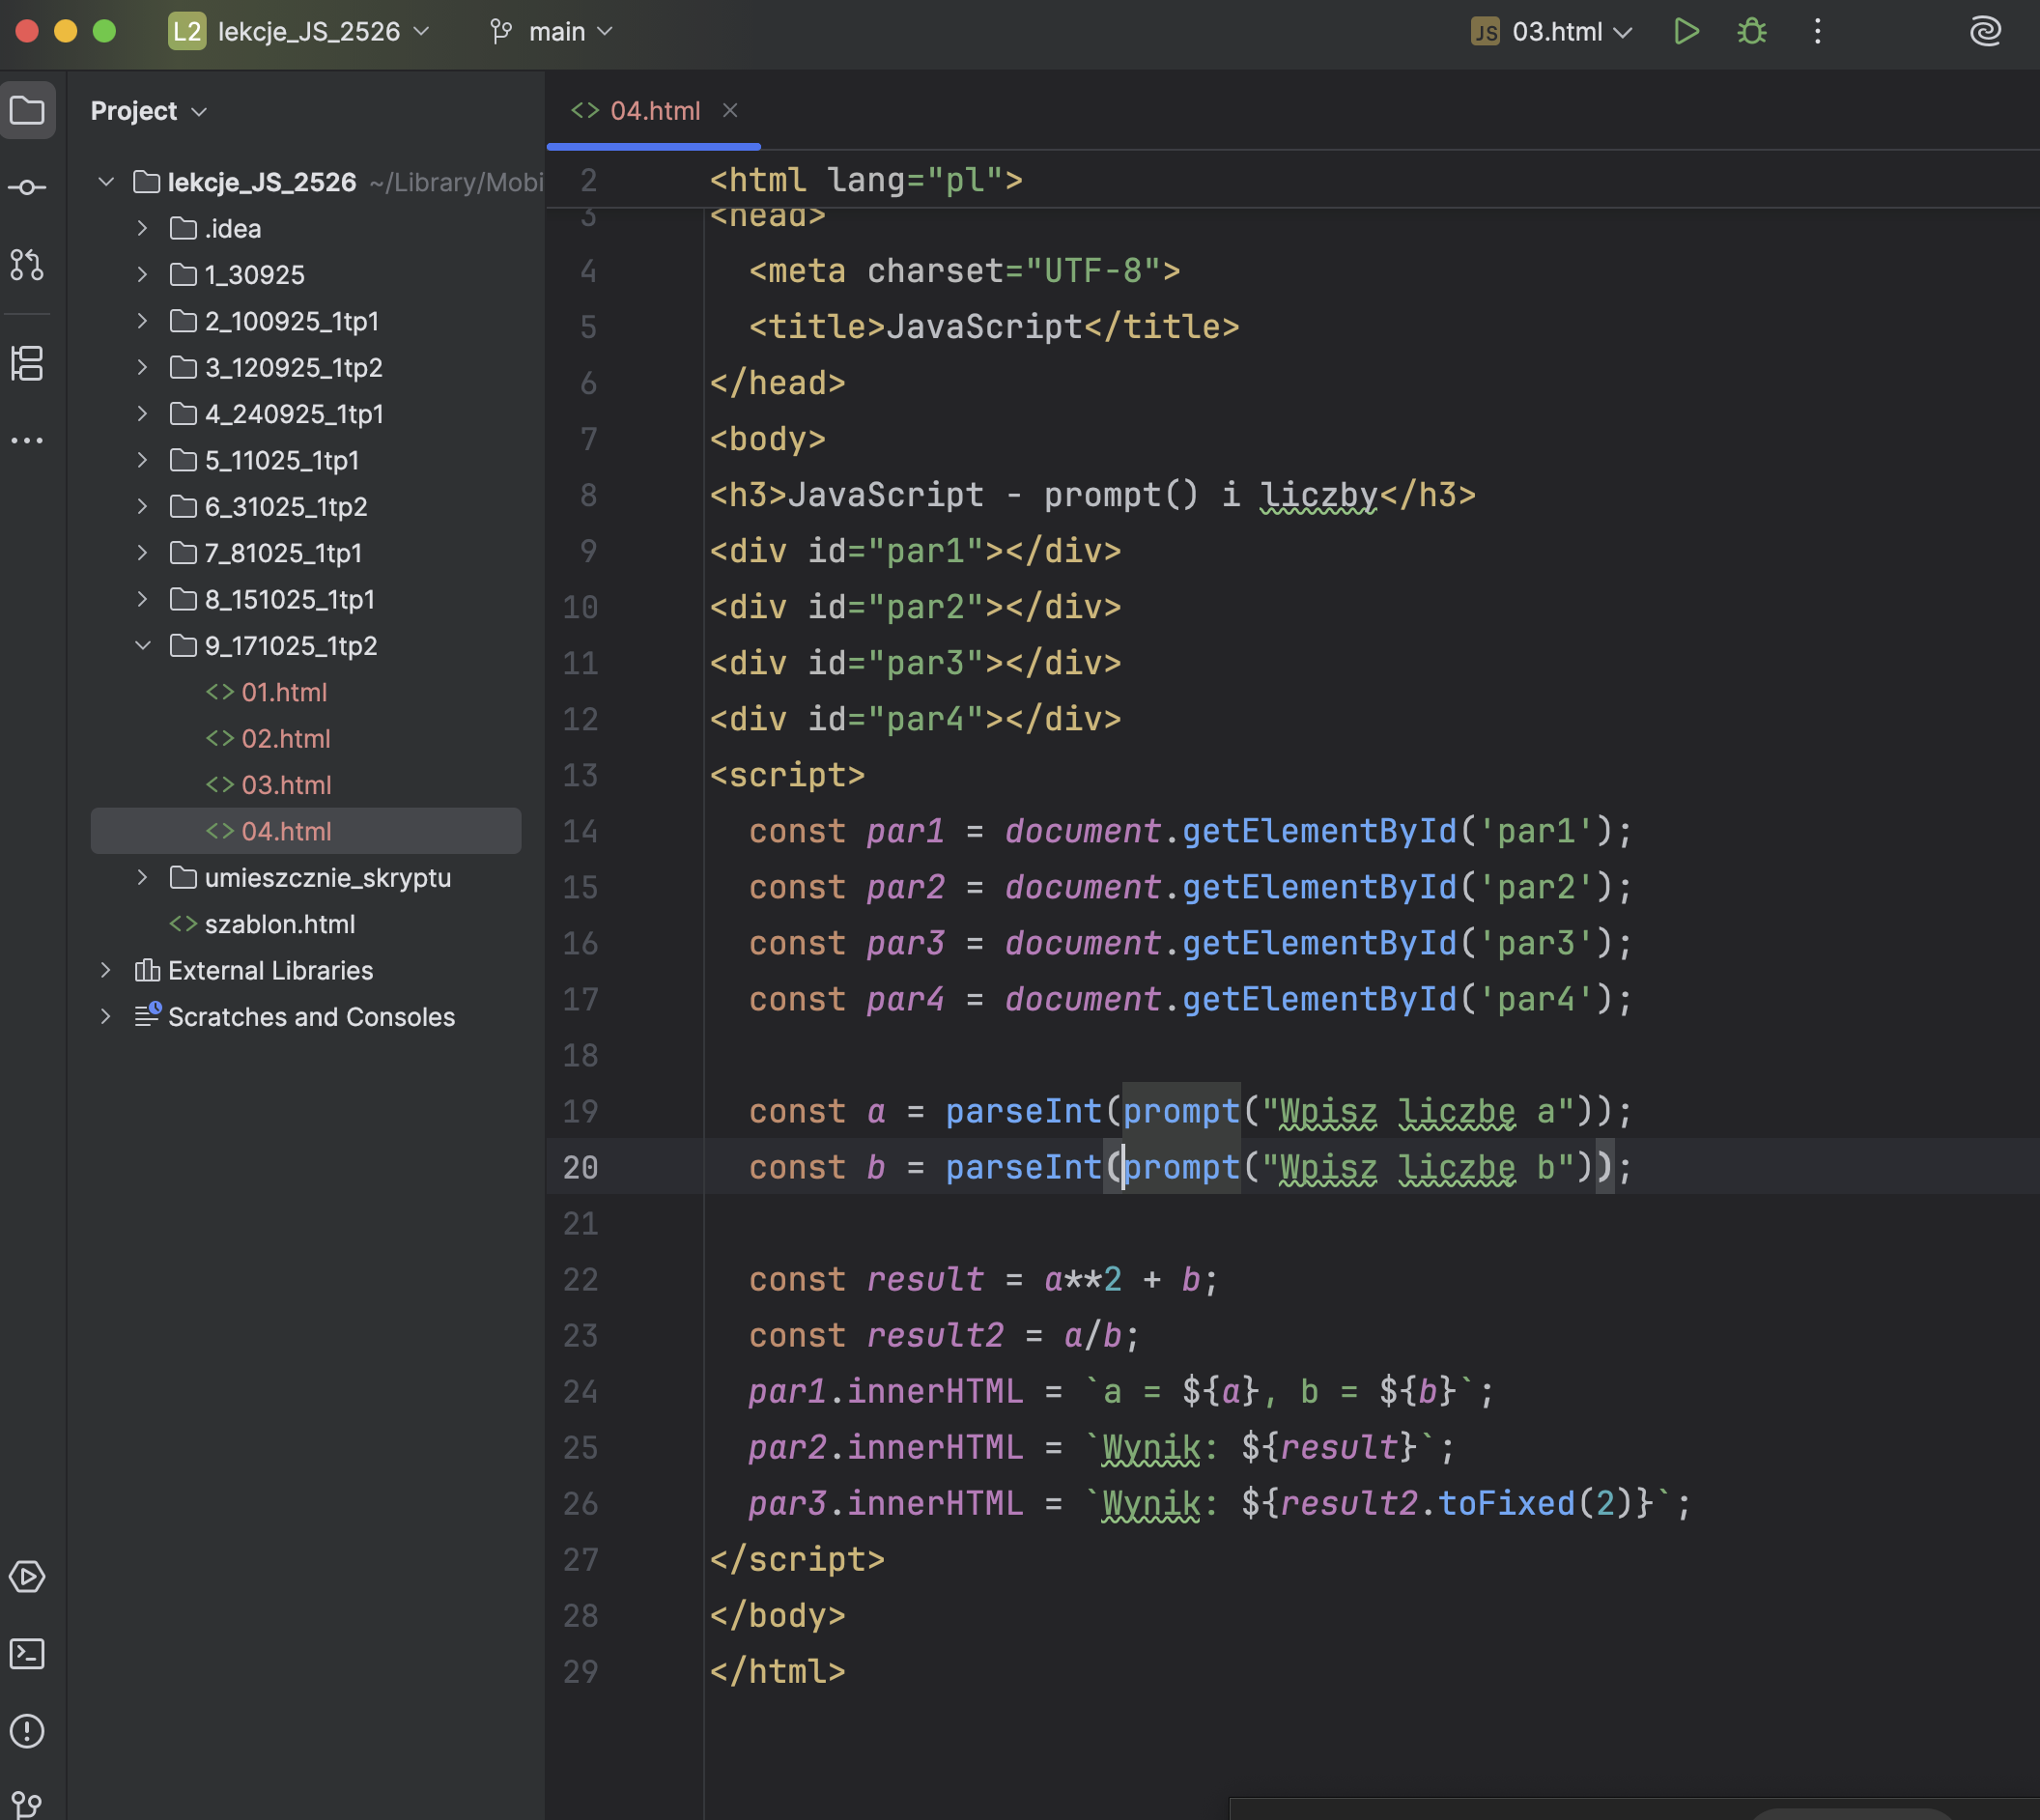 L2 lekcje_JS_2526 main JS 03.html
Project
lekcje_JS_2526 ~/Library/Mobi
.idea
1_30925
2_100925_1tp1
3_120925_1tp2
4_240925_1tp1
5_11025_1tp1
6_31025_1tp2
7_81025_1tp1
8_151025_1tp1
9_171025_1tp2
01.html
02.html
03.html
04.html
umieszcznie_skryptu
szablon.html
External Libraries
Scratches and Consoles
04.html
2 <html lang="pl">
3 <head>
4 <meta charset="UTF-8">
5 <title>JavaScript</title>
6 </head>
7 <body>
8 <h3>JavaScript - prompt() i liczby</h3>
9 <div id="par1"></div>
10 <div id="par2"></div>
11 <div id="par3"></div>
12 <div id="par4"></div>
13 <script>
14 const par1 = document.getElementById('par1');
15 const par2 = document.getElementById('par2');
16 const par3 = document.getElementById('par3');
17 const par4 = document.getElementById('par4');
18
19 const a = parseInt(prompt("Wpisz liczbę a"));
20 const b = parseInt(prompt("Wpisz liczbę b"));
21
22 const result = a**2 + b;
23 const result2 = a/b;
24 par1.innerHTML = `a = ${a}, b = ${b}`;
25 par2.innerHTML = `Wynik: ${result}`;
26 par3.innerHTML = `Wynik: ${result2.toFixed(2)}`;
27 </script>
28 </body>
29 </html>